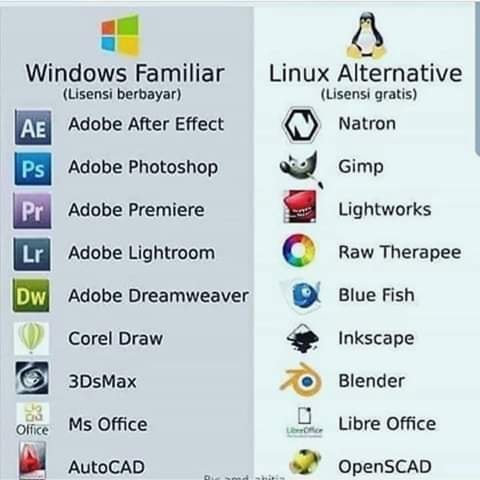 Windows Familiar
(Lisensi berbayar)
Linux Alternative
(Lisensi gratis)
AE Adobe After Effect
Natron
Ps Adobe Photoshop
Gimp
Pr Adobe Premiere
Lightworks
Lr Adobe Lightroom
Raw Therapee
Dw Adobe Dreamweaver
Blue Fish
Corel Draw
Inkscape
3DsMax
Blender
Office Ms Office
LibreOffice Libre Office
AutoCAD
OpenSCAD